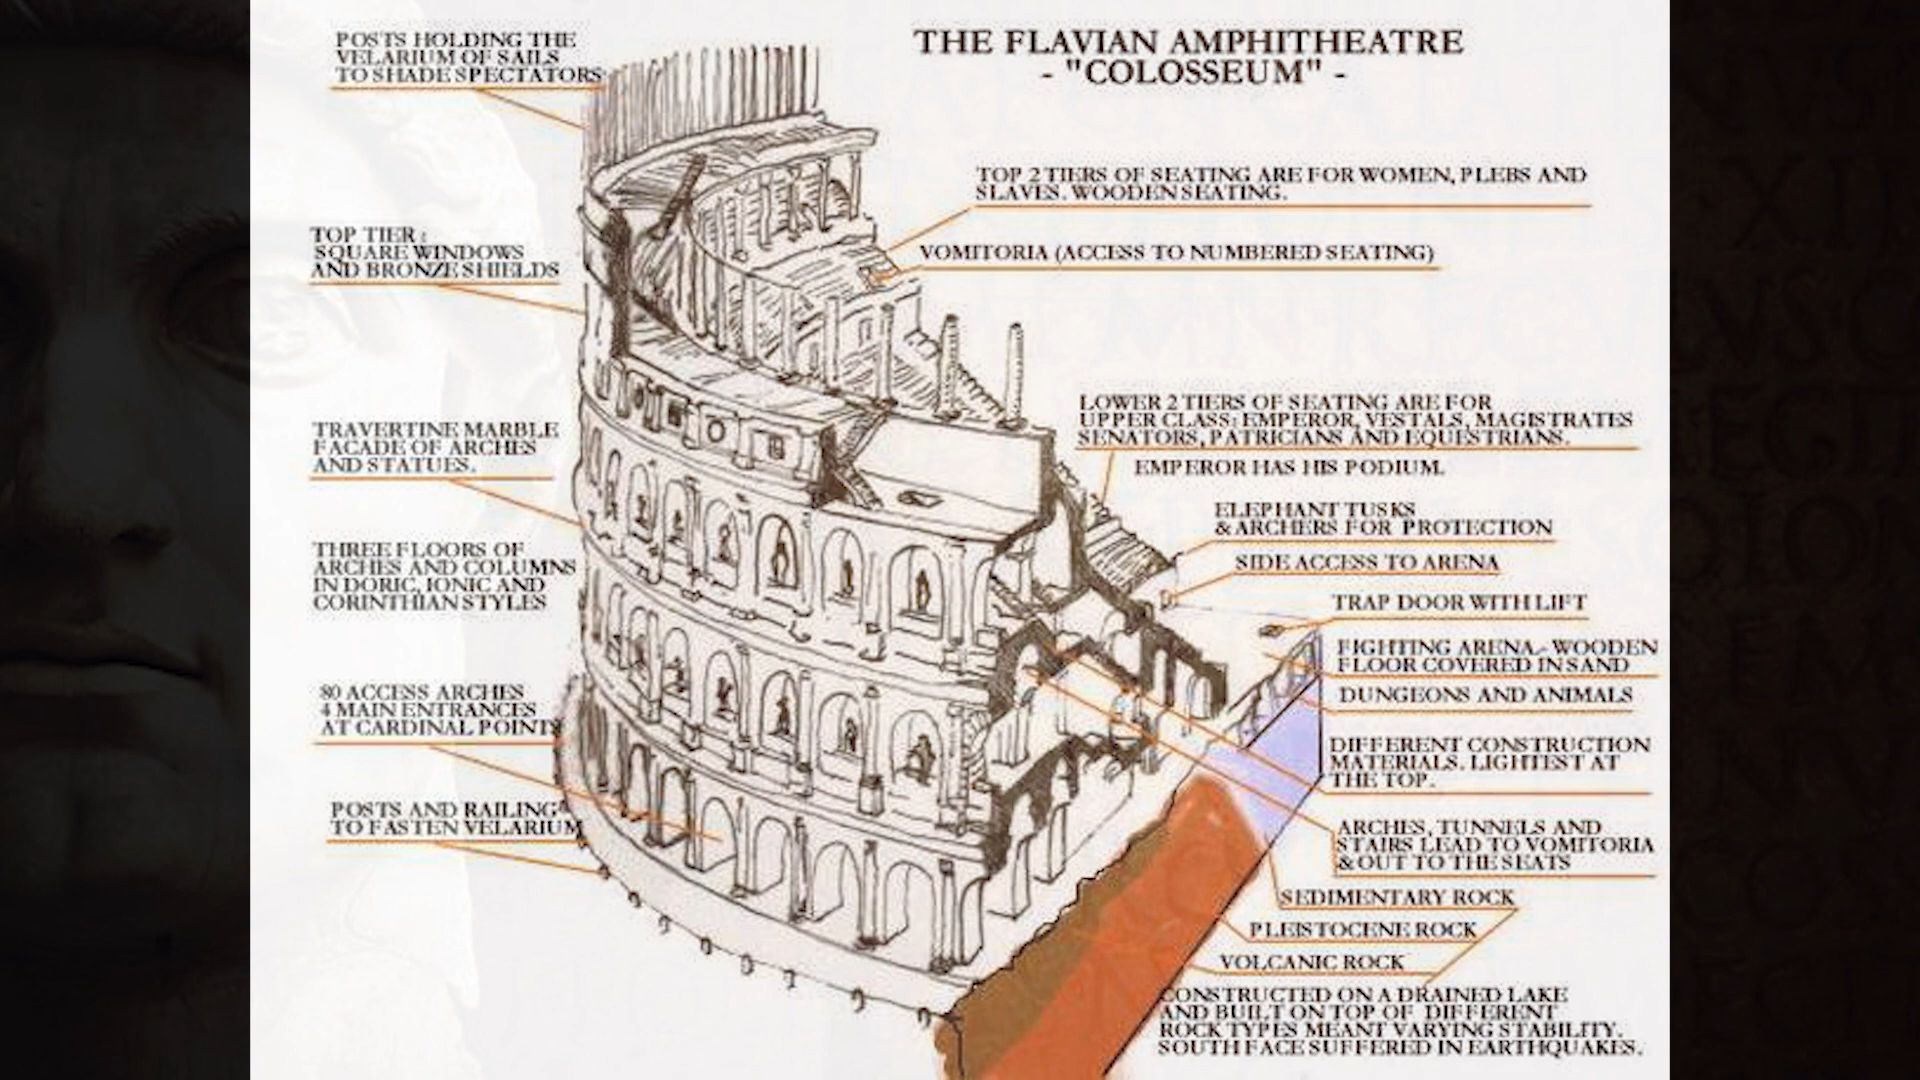 THE FLAVIAN AMPHITHEATRE
- "COLOSSEUM" -
POSTS HOLDING THE
VELARIUM OF SAILS
TO SHADE SPECTATORS
TOP TIER :
SQUARE WINDOWS
AND BRONZE SHIELDS
TRAVERTINE MARBLE
FACADE OF ARCHES
AND STATUES.
THREE FLOORS OF
ARCHES AND COLUMNS
IN DORIC, IONIC AND
CORINTHIAN STYLES
80 ACCESS ARCHES
4 MAIN ENTRANCES
AT CARDINAL POINTS
POSTS AND RAILING
TO FASTEN VELARIUM
TOP 2 TIERS OF SEATING ARE FOR WOMEN, PLEBS AND
SLAVES. WOODEN SEATING.
VOMITORIA (ACCESS TO NUMBERED SEATING)
LOWER 2 TIERS OF SEATING ARE FOR
UPPER CLASS: EMPEROR, VESTALS, MAGISTRATES
SENATORS, PATRICIANS AND EQUESTRIANS.
EMPEROR HAS HIS PODIUM.
ELEPHANT TUSKS
& ARCHERS FOR PROTECTION
SIDE ACCESS TO ARENA
TRAP DOOR WITH LIFT
FIGHTING ARENA - WOODEN
FLOOR COVERED IN SAND
DUNGEONS AND ANIMALS
DIFFERENT CONSTRUCTION
MATERIALS. LIGHTEST AT
THE TOP.
ARCHES, TUNNELS AND
STAIRS LEAD TO VOMITORIA
& OUT TO THE SEATS
SEDIMENTARY ROCK
PLEISTOCENE ROCK
VOLCANIC ROCK
CONSTRUCTED ON A DRAINED LAKE
AND BUILT ON TOP OF DIFFERENT
ROCK TYPES MEANT VARYING STABILITY.
SOUTH FACE SUFFERED IN EARTHQUAKES.